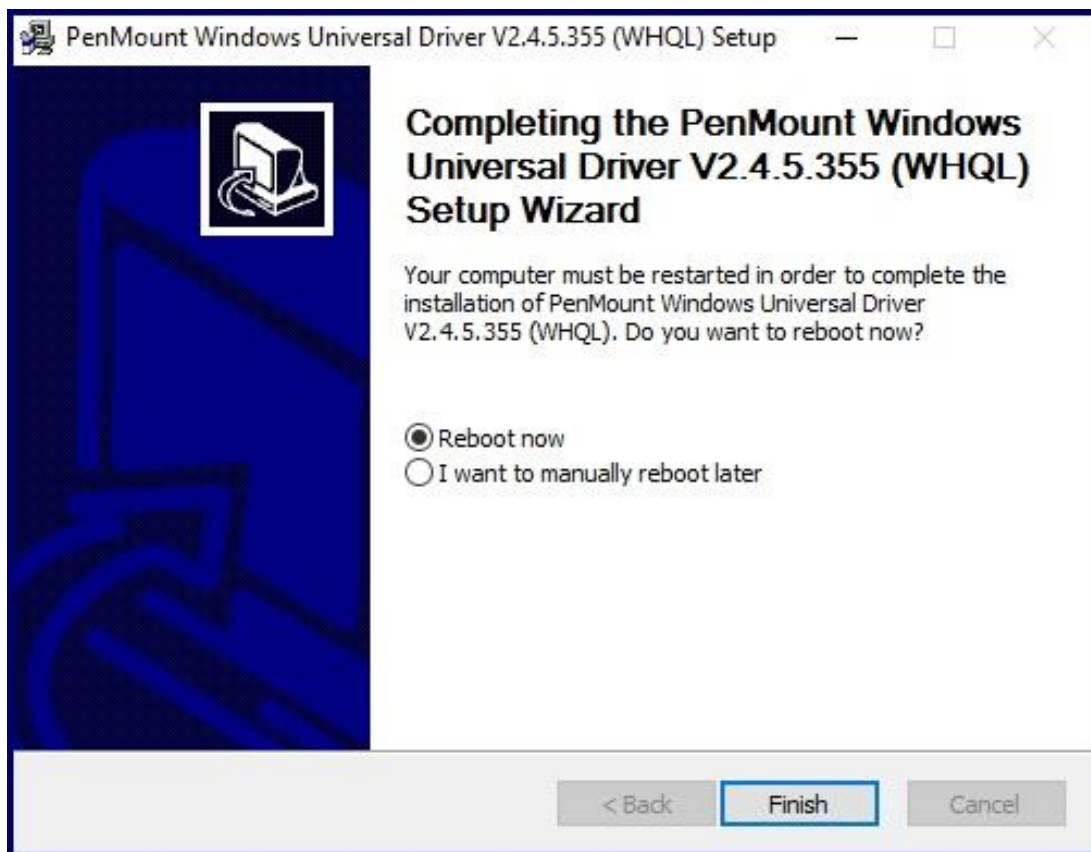 PenMount Windows Universal Driver V2.4.5.355 (WHQL) Setup
Completing the PenMount Windows
Universal Driver V2.4.5.355 (WHQL)
Setup Wizard
Your computer must be restarted in order to complete the
installation of PenMount Windows Universal Driver
V2.4.5.355 (WHQL). Do you want to reboot now?
Reboot now
I want to manually reboot later
< Back
Finish
Cancel